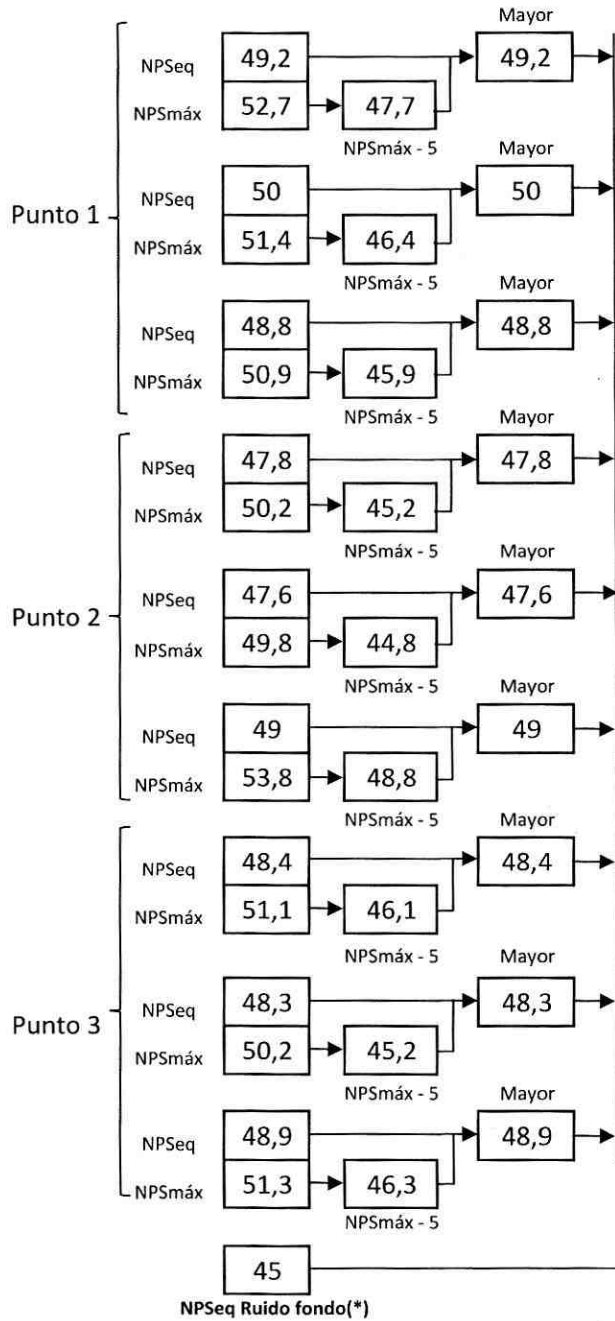 Mayor
NPSeq 49,2 49,2
NPSmáx 52,7 47,7
NPSmáx - 5
Mayor
NPSeq 50 50
Punto 1
NPSmáx 51,4 46,4
NPSmáx - 5
Mayor
NPSeq 48,8 48,8
NPSmáx 50,9 45,9
NPSmáx - 5
Mayor
NPSeq 47,8 47,8
NPSmáx 50,2 45,2
NPSmáx - 5
Mayor
NPSeq 47,6 47,6
Punto 2
NPSmáx 49,8 44,8
NPSmáx - 5
Mayor
NPSeq 49 49
NPSmáx 53,8 48,8
NPSmáx - 5
Mayor
NPSeq 48,4 48,4
NPSmáx 51,1 46,1
NPSmáx - 5
Mayor
NPSeq 48,3 48,3
Punto 3
NPSmáx 50,2 45,2
NPSmáx - 5
Mayor
NPSeq 48,9 48,9
NPSmáx 51,3 46,3
NPSmáx - 5
45
NPSeq Ruido fondo(*)